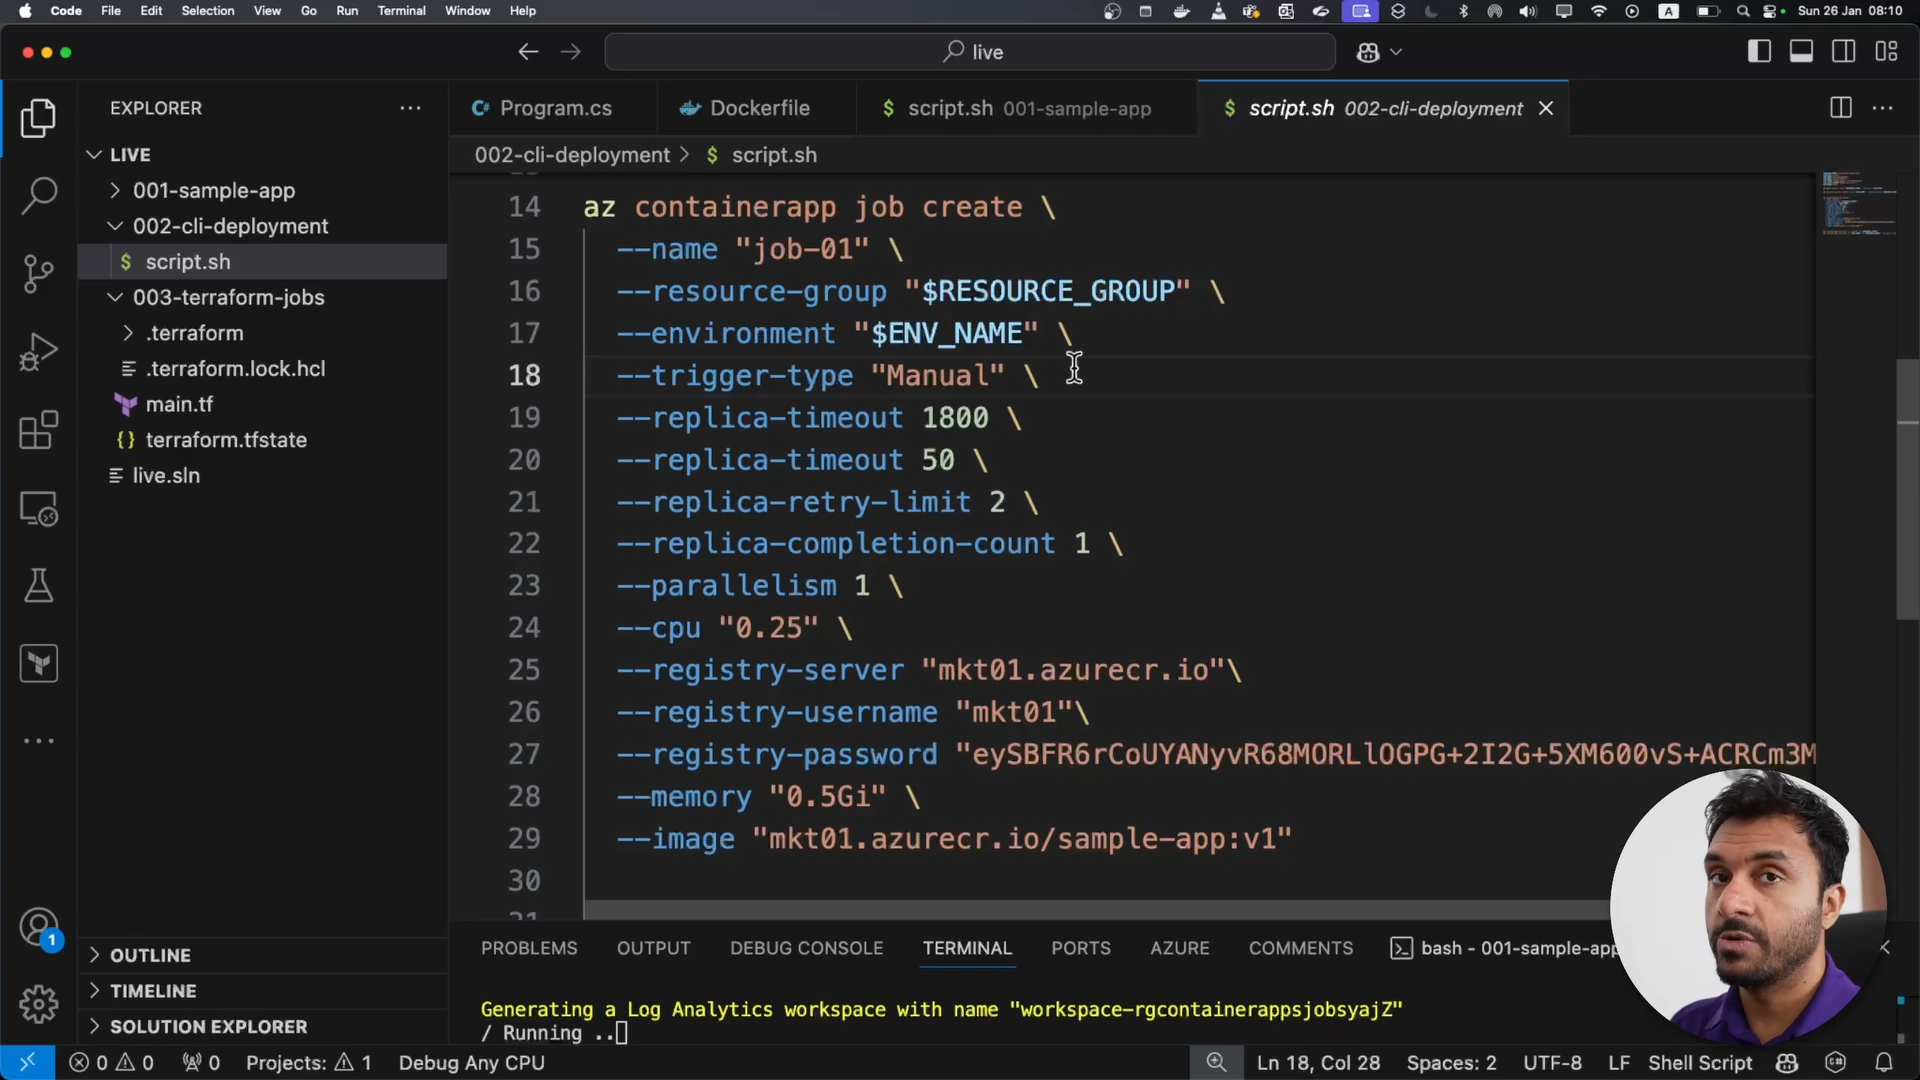 Code File Edit Selection View Go Run Terminal Window Help
A
Sun 26 Jan 08:10
live
EXPLORER
Program.cs
Dockerfile
$ script.sh 001-sample-app
$ script.sh 002-cli-deployment
LIVE
001-sample-app
002-cli-deployment
$ script.sh
003-terraform-jobs
.terraform
.terraform.lock.hcl
main.tf
{} terraform.tfstate
live.sln
OUTLINE
TIMELINE
SOLUTION EXPLORER
1
002-cli-deployment > $ script.sh
14 az containerapp job create \
15 --name "job-01" \
16 --resource-group "$RESOURCE_GROUP" \
17 --environment "$ENV_NAME" \
18 --trigger-type "Manual" \
19 --replica-timeout 1800 \
20 --replica-timeout 50 \
21 --replica-retry-limit 2 \
22 --replica-completion-count 1 \
23 --parallelism 1 \
24 --cpu "0.25" \
25 --registry-server "mkt01.azurecr.io"\
26 --registry-username "mkt01"\
27 --registry-password "eySBFR6rCoUYANyvR68MORLlOGPG+2I2G+5XM600vS+ACRCm3M
28 --memory "0.5Gi" \
29 --image "mkt01.azurecr.io/sample-app:v1"
30
PROBLEMS OUTPUT DEBUG CONSOLE TERMINAL PORTS AZURE COMMENTS bash - 001-sample-app
Generating a Log Analytics workspace with name "workspace-rgcontainerappsjobsyajZ"
/ Running ..
0 0 0 Projects: 1 Debug Any CPU Ln 18, Col 28 Spaces: 2 UTF-8 LF Shell Script